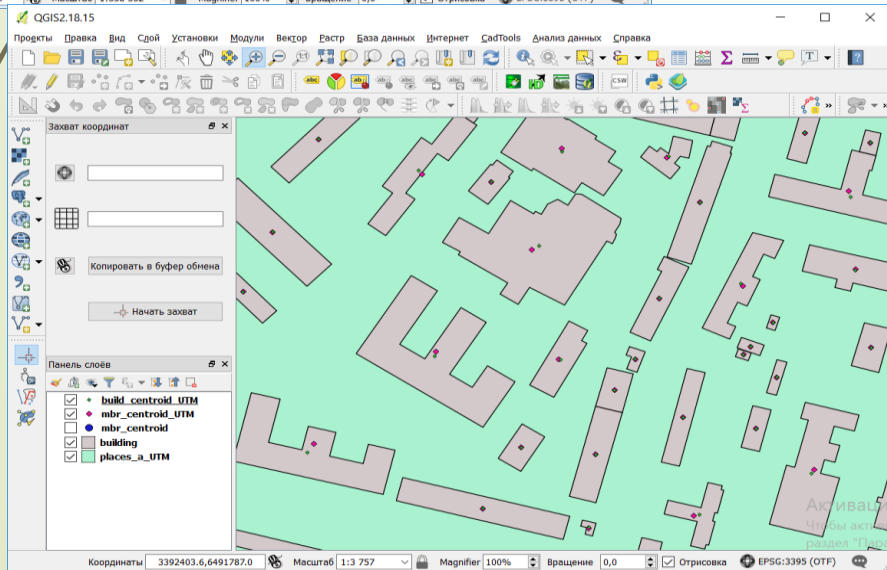 QGIS2.18.15
Проекты Правка Вид Слой Установки Модули Вектор Растр База данных Интернет CadTools Анализ данных Справка
abc
CSW
Захват координат
Копировать в буфер обмена
Начать захват
Панель слоёв
build_centroid_UTM
mbr_centroid_UTM
mbr_centroid
building
places_a_UTM
Активаци
Чтобы акти
раздел "Пара
Координаты 3392403.6,6491787.0 Масштаб 1:3 757 Magnifier 100% Вращение 0,0 Отрисовка EPSG:3395 (OTF)